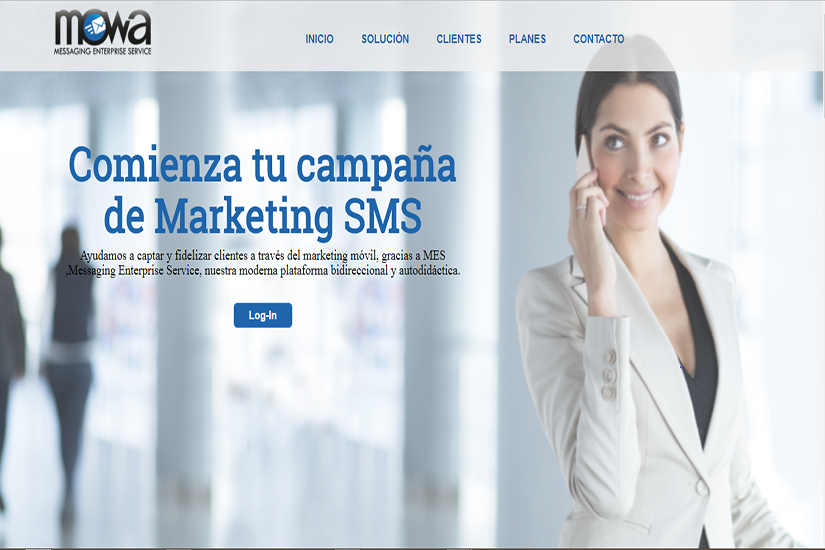 mowa
MESSAGING ENTERPRISE SERVICE
INICIO SOLUCIÓN CLIENTES PLANES CONTACTO
Comienza tu campaña
de Marketing SMS
Ayudamos a captar y fidelizar clientes a través del marketing móvil, gracias a MES
,Messaging Enterprise Service, nuestra moderna plataforma bidireccional y autodidáctica.
Log-In